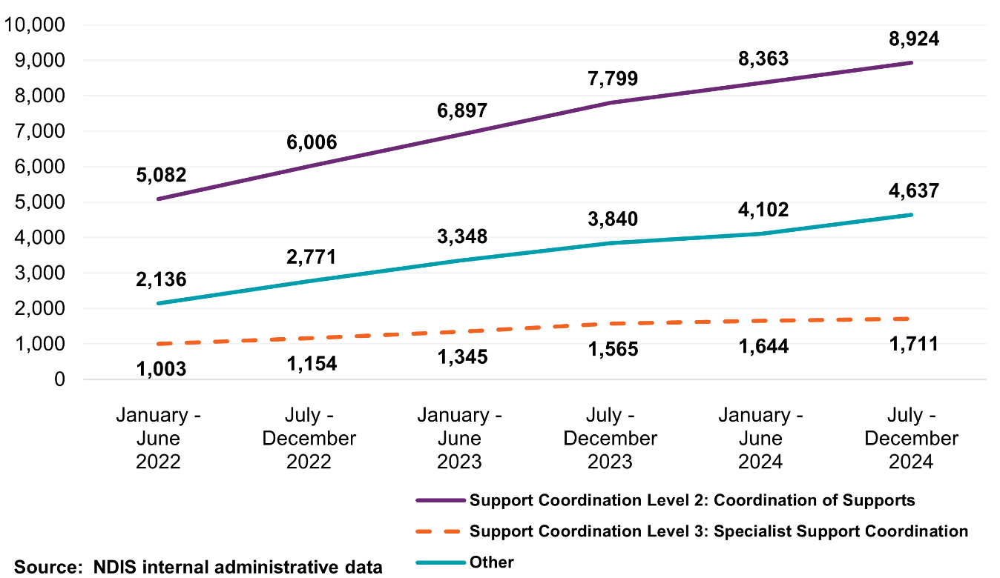 10,000
9,000
8,000
7,000
6,000
5,000
4,000
3,000
2,000
1,000
0
5,082
6,006
6,897
7,799
8,363
8,924
2,136
2,771
3,348
3,840
4,102
4,637
1,003
1,154
1,345
1,565
1,644
1,711
January -
June
2022
July -
December
2022
January -
June
2023
July -
December
2023
January -
June
2024
July -
December
2024
Support Coordination Level 2: Coordination of Supports
Support Coordination Level 3: Specialist Support Coordination
Other
Source:  NDIS internal administrative data